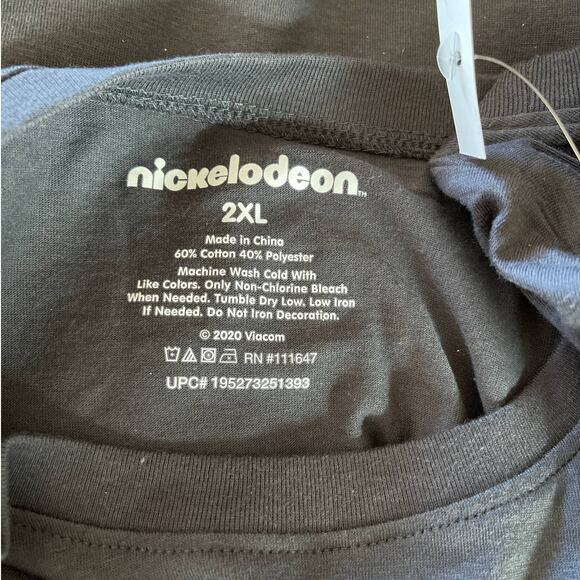 nickelodeon™
2XL
Made in China
60% Cotton 40% Polyester
Machine Wash Cold With
Like Colors. Only Non-Chlorine Bleach
When Needed. Tumble Dry Low. Low Iron
If Needed. Do Not Iron Decoration.
© 2020 Viacom
RN #111647
UPC# 195273251393